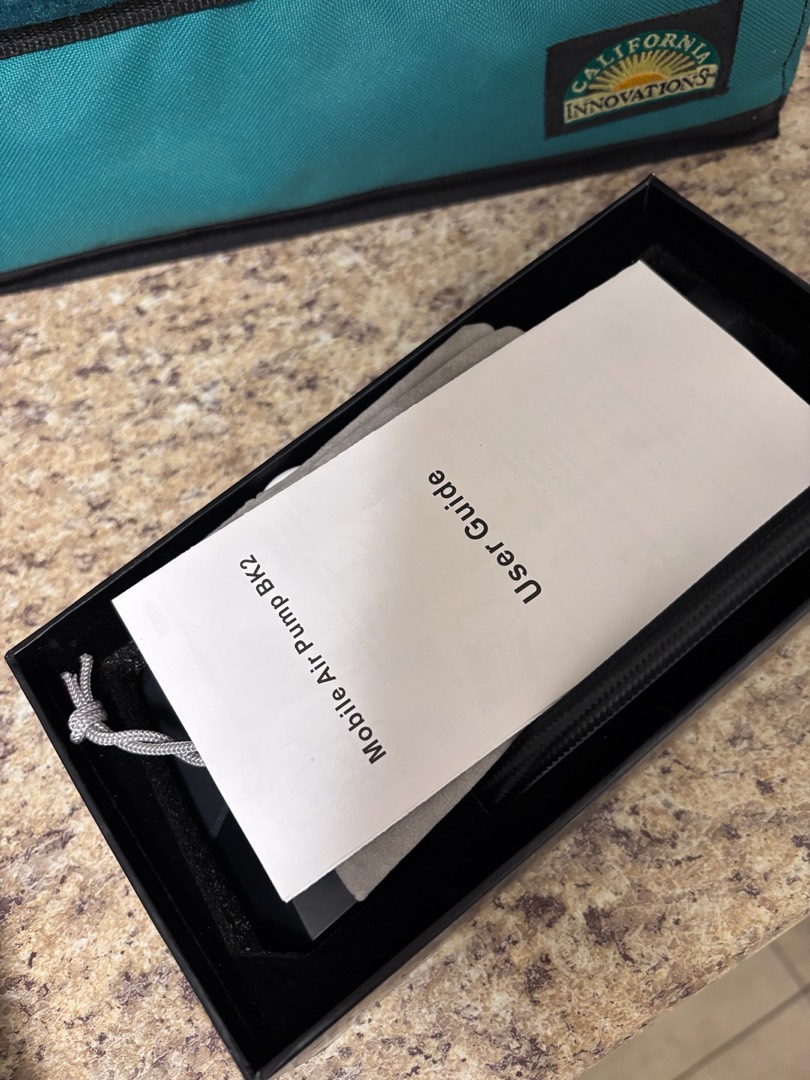 CALIFORNIA
INNOVATIONS
User Guide
Mobile Air Pump BK2